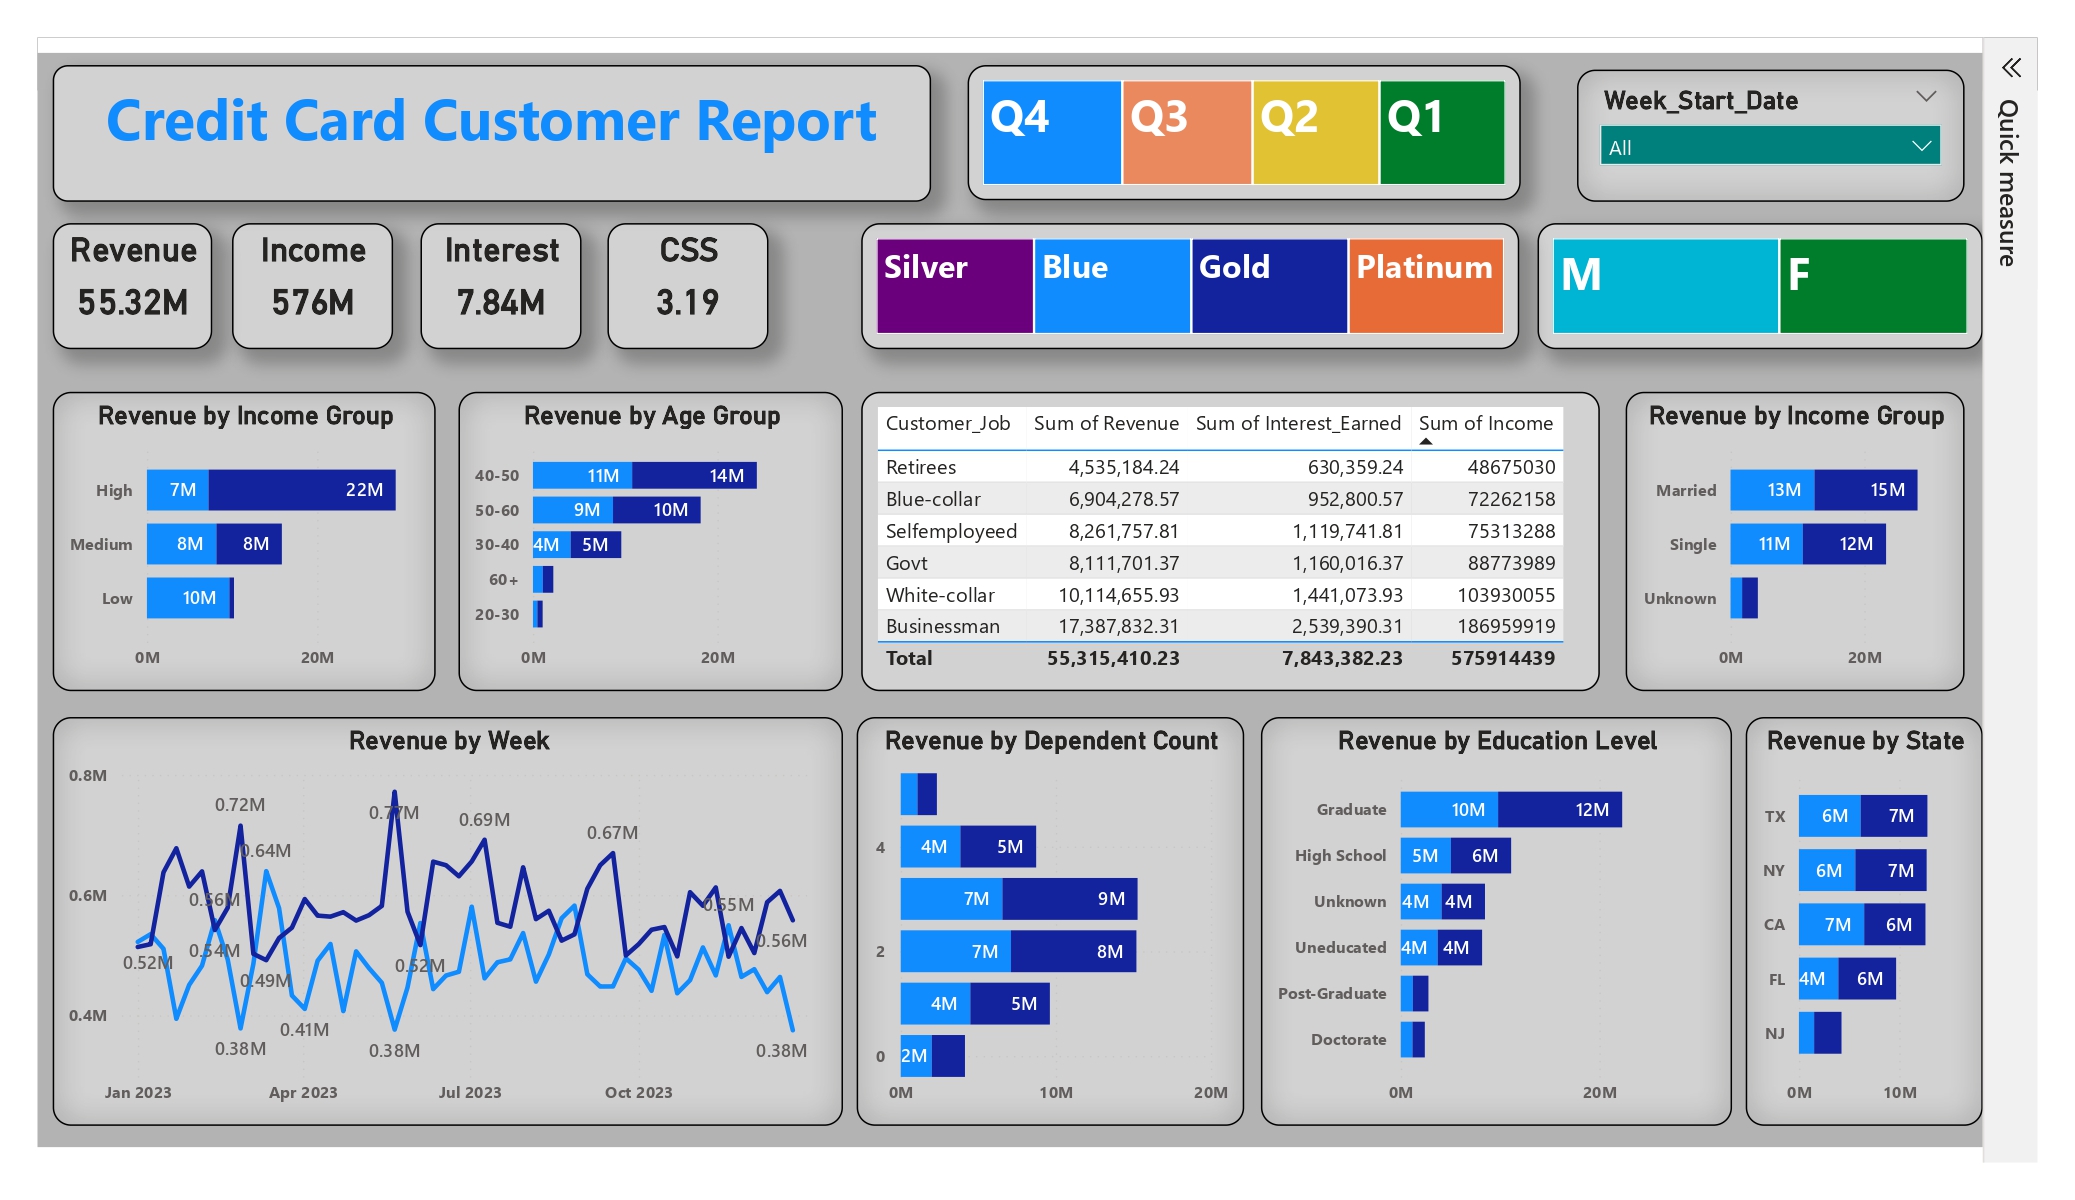 Credit Card Customer Report
Q4 Q3 Q2 Q1
Week_Start_Date
All
Quick measure
Revenue
55.32M
Income
576M
Interest
7.84M
CSS
3.19
Silver Blue Gold Platinum
M F
Revenue by Income Group
High 7M 22M
Medium 8M 8M
Low 10M
0M 20M
Revenue by Age Group
40-50 11M 14M
50-60 9M 10M
30-40 4M 5M
60+
20-30
0M 20M
Customer_Job Sum of Revenue Sum of Interest_Earned Sum of Income
Retirees 4,535,184.24 630,359.24 48675030
Blue-collar 6,904,278.57 952,800.57 72262158
Selfemployeed 8,261,757.81 1,119,741.81 75313288
Govt 8,111,701.37 1,160,016.37 88773989
White-collar 10,114,655.93 1,441,073.93 103930055
Businessman 17,387,832.31 2,539,390.31 186959919
Total 55,315,410.23 7,843,382.23 575914439
Revenue by Income Group
Married 13M 15M
Single 11M 12M
Unknown
0M 20M
Revenue by Week
0.8M
0.72M
0.77M
0.69M
0.67M
0.64M
0.6M
0.56M
0.55M
0.54M
0.56M
0.52M
0.52M
0.49M
0.4M
0.41M
0.38M
0.38M
0.38M
Jan 2023 Apr 2023 Jul 2023 Oct 2023
Revenue by Dependent Count
4 4M 5M
7M 9M
2 7M 8M
4M 5M
0 2M
0M 10M 20M
Revenue by Education Level
Graduate 10M 12M
High School 5M 6M
Unknown 4M 4M
Uneducated 4M 4M
Post-Graduate
Doctorate
0M 20M
Revenue by State
TX 6M 7M
NY 6M 7M
CA 7M 6M
FL 4M 6M
NJ
0M 10M